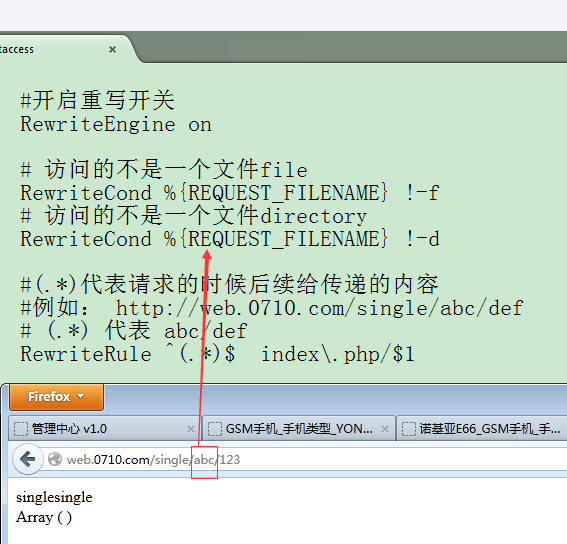 taccess ×
#开启重写开关
RewriteEngine on
# 访问的不是一个文件file
RewriteCond %{REQUEST_FILENAME} !-f
# 访问的不是一个文件directory
RewriteCond %{REQUEST_FILENAME} !-d
#(.*)代表请求的时候后续给传递的内容
#例如： http://web.0710.com/single/abc/def
# (.*) 代表 abc/def
RewriteRule ^(.*)$  index\.php/$1
Firefox
管理中心 v1.0 × GSM手机_手机类型_YON... × 诺基亚E66_GSM手机_手...
web.0710.com/single/abc/123
singlesingle
Array ( )